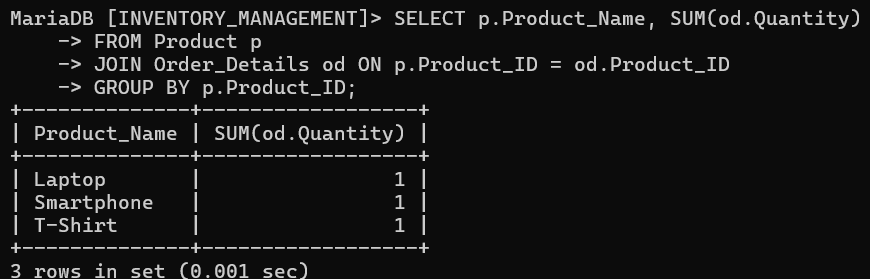 MariaDB [INVENTORY_MANAGEMENT]> SELECT p.Product_Name, SUM(od.Quantity)
    -> FROM Product p
    -> JOIN Order_Details od ON p.Product_ID = od.Product_ID
    -> GROUP BY p.Product_ID;
+--------------+------------------+
| Product_Name | SUM(od.Quantity) |
+--------------+------------------+
| Laptop       |                1 |
| Smartphone   |                1 |
| T-Shirt      |                1 |
+--------------+------------------+
3 rows in set (0.001 sec)